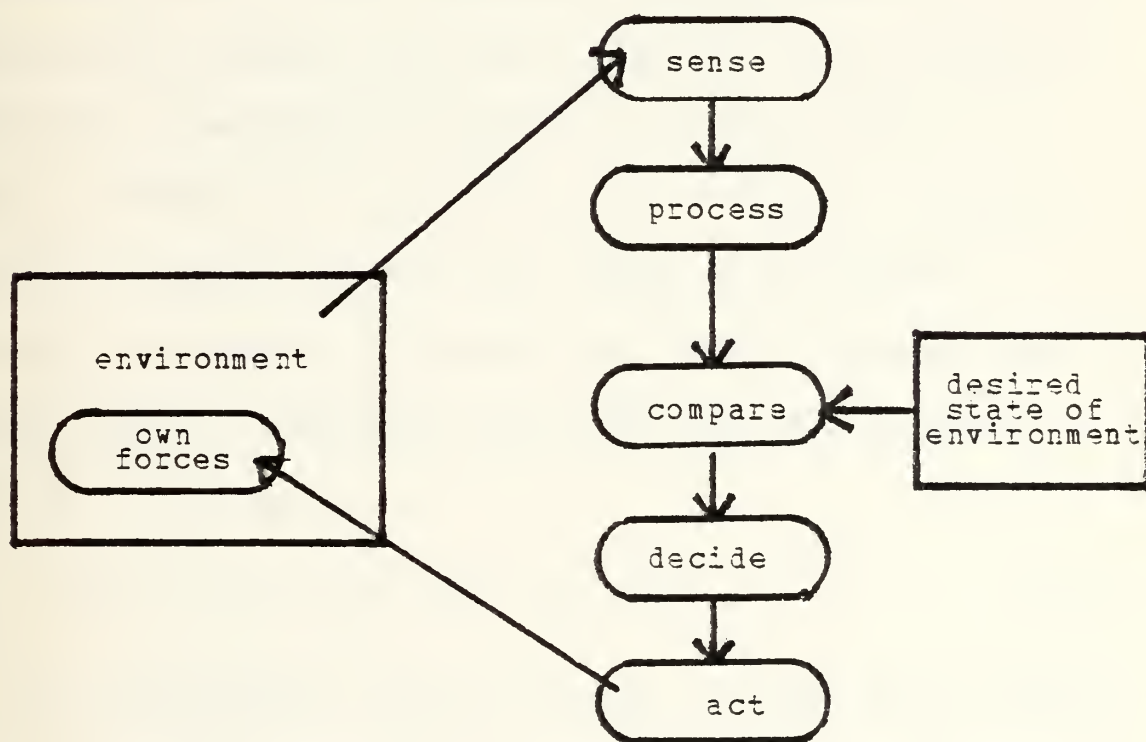 sense
process
environment
own
forces
compare
desired
state of
environment
decide
act